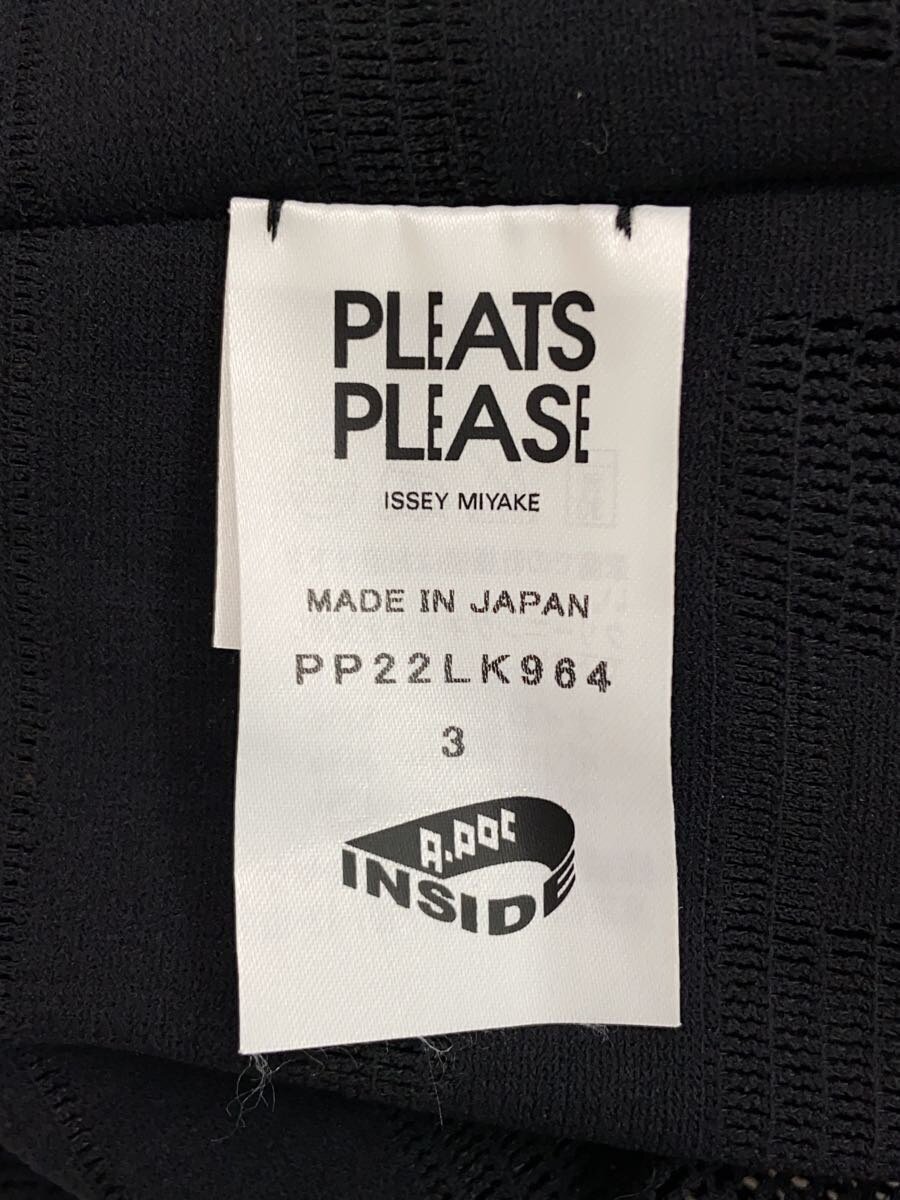 PLEATS
PLEASE
ISSEY MIYAKE
MADE IN JAPAN
PP22LK964
3
A.POC
INSIDE